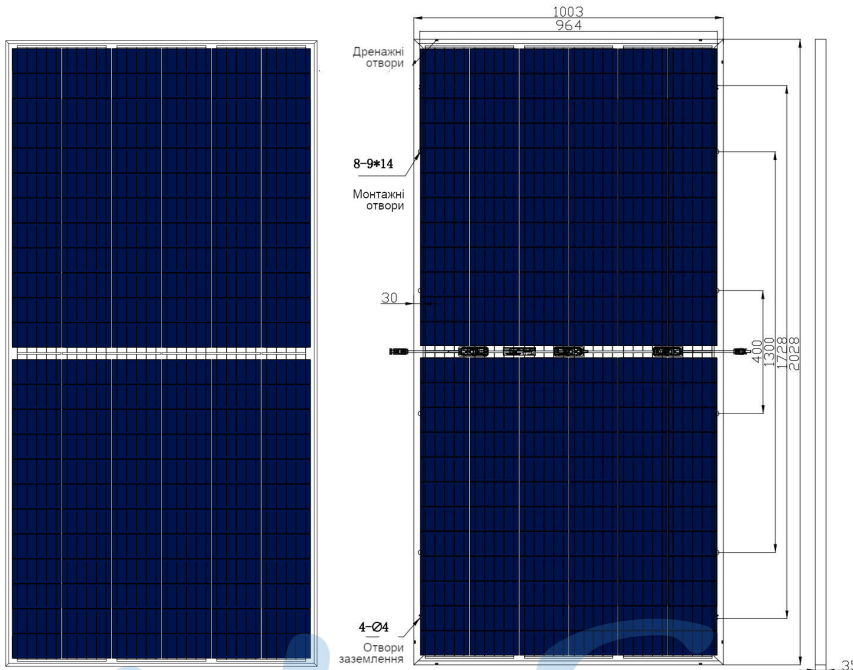 1003
964
Дренажні
отвори
8-9*14
Монтажні
отвори
30
400
1300
1728
2028
4-Ø4
Отвори
заземлення
35